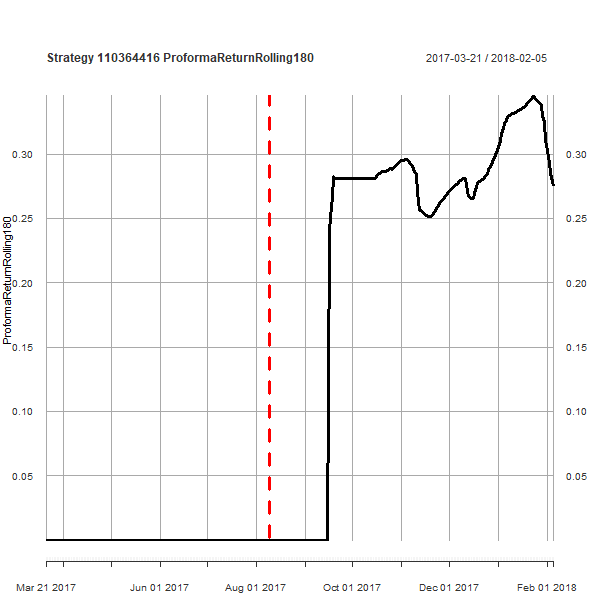 Strategy 110364416 ProformaReturnRolling180
2017-03-21 / 2018-02-05
ProformaReturnRolling180
0.30 0.30
0.25 0.25
0.20 0.20
0.15 0.15
0.10 0.10
0.05 0.05
Mar 21 2017 Jun 01 2017 Aug 01 2017 Oct 01 2017 Dec 01 2017 Feb 01 2018